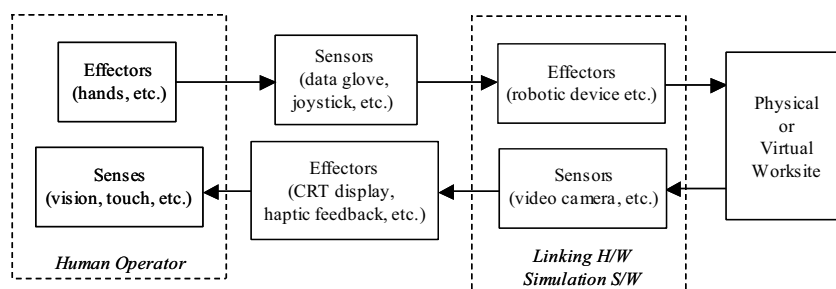 Effectors
(hands, etc.)
Sensors
(data glove,
joystick, etc.)
Effectors
(robotic device etc.)
Physical
or
Virtual
Worksite
Senses
(vision, touch, etc.)
Effectors
(CRT display,
haptic feedback, etc.)
Sensors
(video camera, etc.)
Human Operator
Linking H/W
Simulation S/W